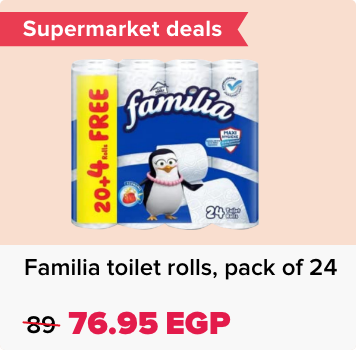 Supermarket deals
20+4 Rolls FREE
familia
MAXI
24 Toilet
Rolls
Familia toilet rolls, pack of 24
89 76.95 EGP